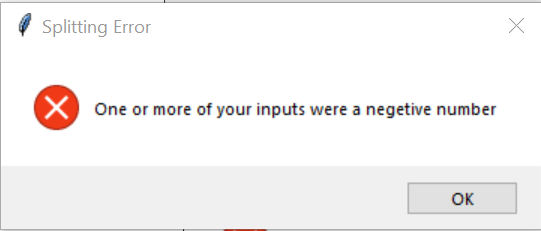 Splitting Error
One or more of your inputs were a negetive number
OK